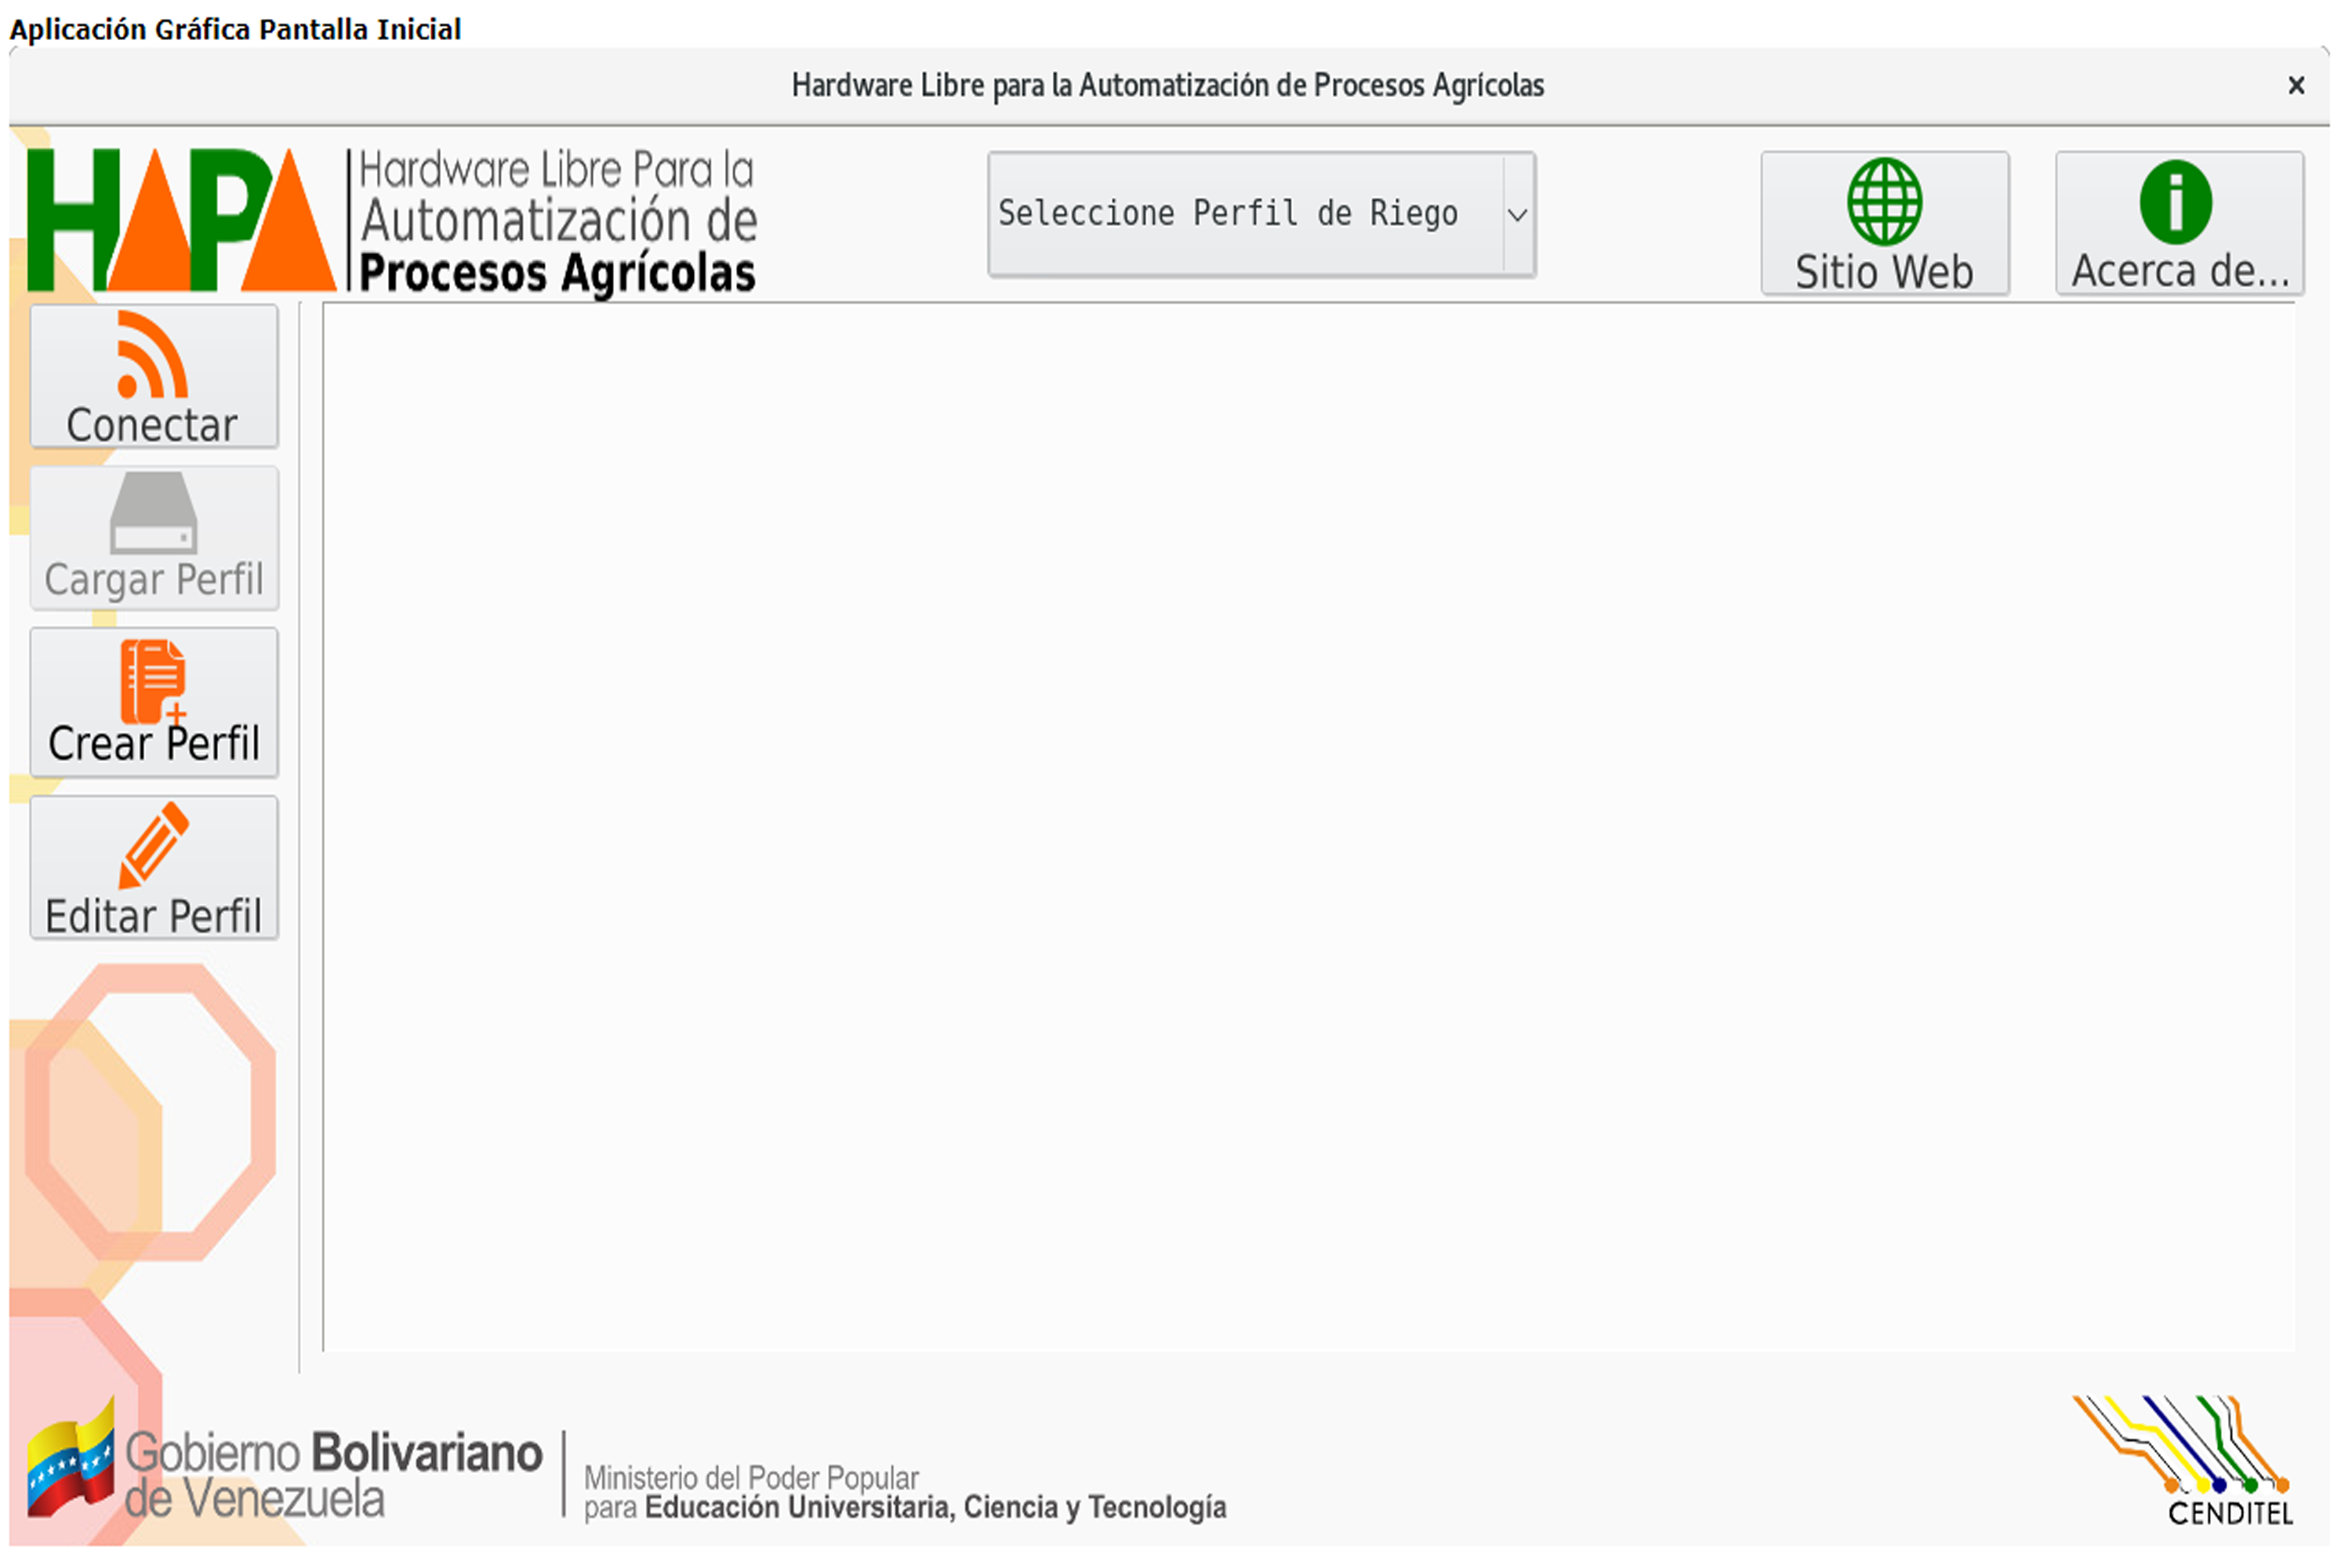 Aplicación Gráfica Pantalla Inicial
Hardware Libre para la Automatización de Procesos Agrícolas
HAPA
Hardware Libre Para la
Automatización de
Procesos Agrícolas
Seleccione Perfil de Riego
Sitio Web
Acerca de...
Conectar
Cargar Perfil
Crear Perfil
Editar Perfil
Gobierno Bolivariano
de Venezuela
Ministerio del Poder Popular
para Educación Universitaria, Ciencia y Tecnología
CENDITEL